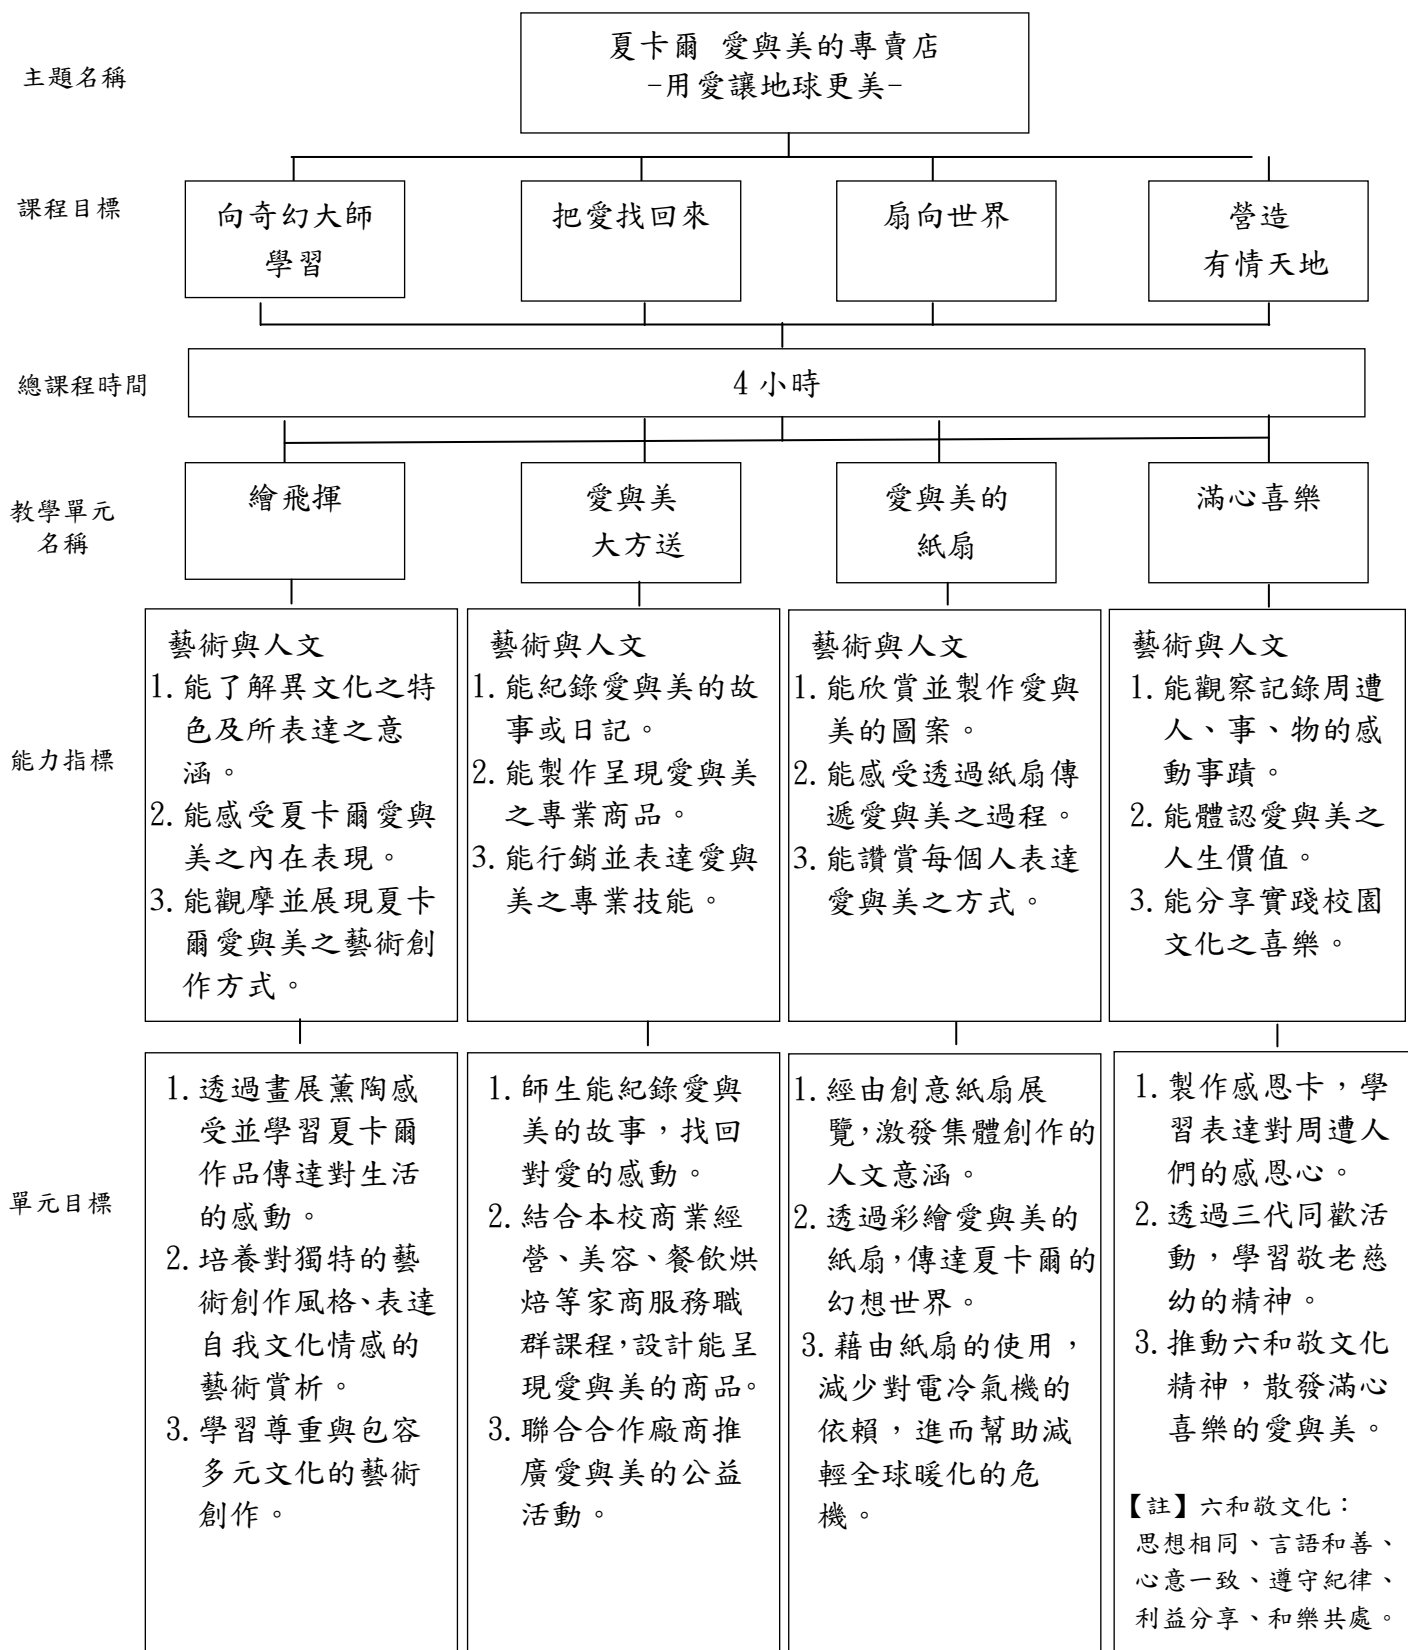 主題名稱
夏卡爾 愛與美的專賣店
-用愛讓地球更美-
課程目標
向奇幻大師
學習
把愛找回來
扇向世界
營造
有情天地
總課程時間
4 小時
教學單元
名稱
繪飛揮
愛與美
大方送
愛與美的
紙扇
滿心喜樂
能力指標
藝術與人文
1. 能了解異文化之特
色及所表達之意
涵。
2. 能感受夏卡爾愛與
美之內在表現。
3. 能觀摩並展現夏卡
爾愛與美之藝術創
作方式。
藝術與人文
1. 能紀錄愛與美的故
事或日記。
2. 能製作呈現愛與美
之專業商品。
3. 能行銷並表達愛與
美之專業技能。
藝術與人文
1. 能欣賞並製作愛與
美的圖案。
2. 能感受透過紙扇傳
遞愛與美之過程。
3. 能讚賞每個人表達
愛與美之方式。
藝術與人文
1. 能觀察記錄周遭
人、事、物的感
動事蹟。
2. 能體認愛與美之
人生價值。
3. 能分享實踐校園
文化之喜樂。
單元目標
1. 透過畫展薰陶感
受並學習夏卡爾
作品傳達對生活
的感動。
2. 培養對獨特的藝
術創作風格、表達
自我文化情感的
藝術賞析。
3. 學習尊重與包容
多元文化的藝術
創作。
1. 師生能紀錄愛與
美的故事，找回
對愛的感動。
2. 結合本校商業經
營、美容、餐飲烘
焙等家商服務職
群課程，設計能呈
現愛與美的商品。
3. 聯合合作廠商推
廣愛與美的公益
活動。
1. 經由創意紙扇展
覽，激發集體創作的
人文意涵。
2. 透過彩繪愛與美的
紙扇，傳達夏卡爾的
幻想世界。
3. 藉由紙扇的使用，
減少對電冷氣機的
依賴，進而幫助減
輕全球暖化的危
機。
1. 製作感恩卡，學
習表達對周遭人
們的感恩心。
2. 透過三代同歡活
動，學習敬老慈
幼的精神。
3. 推動六和敬文化
精神，散發滿心
喜樂的愛與美。
【註】六和敬文化：
思想相同、言語和善、
心意一致、遵守紀律、
利益分享、和樂共處。